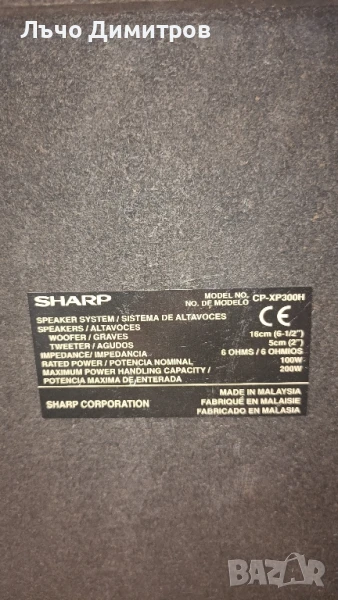 Лъчо Димитров
SHARP
MODEL NO. CP-XP300H
NO. DE MODELO
SPEAKER SYSTEM / SISTEMA DE ALTAVOCES
SPEAKERS / ALTAVOCES
WOOFER / GRAVES 16cm (6-1/2")
TWEETER / AGUDOS 5cm (2")
IMPEDANCE/ IMPEDANCIA 6 OHMS / 6 OHMIOS
RATED POWER / POTENCIA NOMINAL 100W
MAXIMUM POWER HANDLING CAPACITY / 200W
POTENCIA MAXIMA DE ENTERADA
CE
SHARP CORPORATION
MADE IN MALAYSIA
FABRIQUÉ EN MALAISIE
FABRICADO EN MALASIA
BAZAR